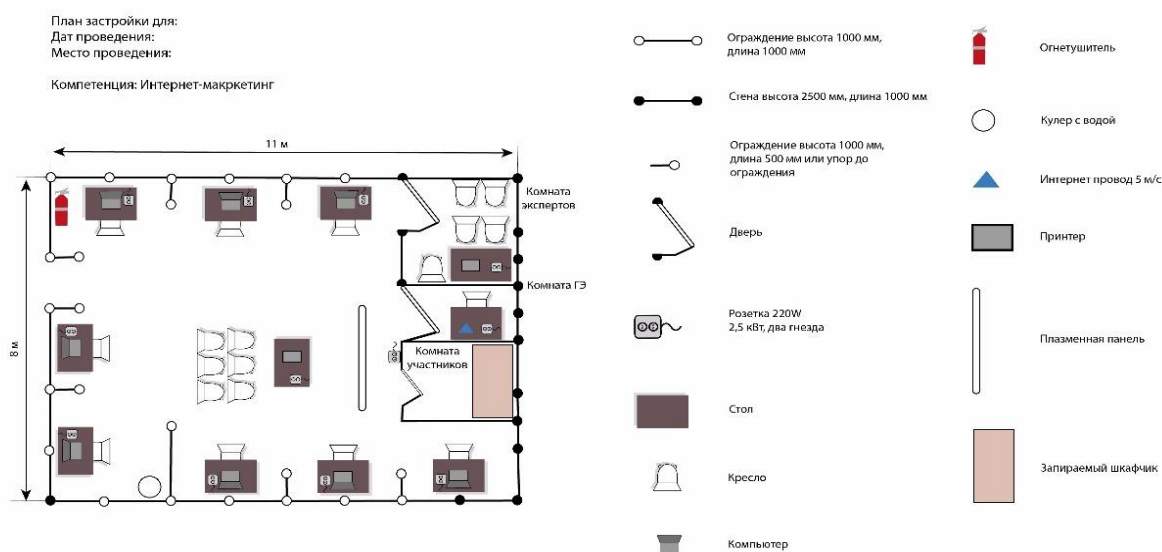 План застройки для:
Дат проведения:
Место проведения:
Компетенция: Интернет-макркетинг
11 м
8 м
Комната
экспертов
Комната ГЭ
Комната
участников
Ограждение высота 1000 мм,
длина 1000 мм
Стена высота 2500 мм, длина 1000 мм
Ограждение высота 1000 мм,
длина 500 мм или упор до
ограждения
Дверь
Розетка 220W
2,5 кВт, два гнезда
Стол
Кресло
Компьютер
Огнетушитель
Кулер с водой
Интернет провод 5 м/с
Принтер
Плазменная панель
Запираемый шкафчик